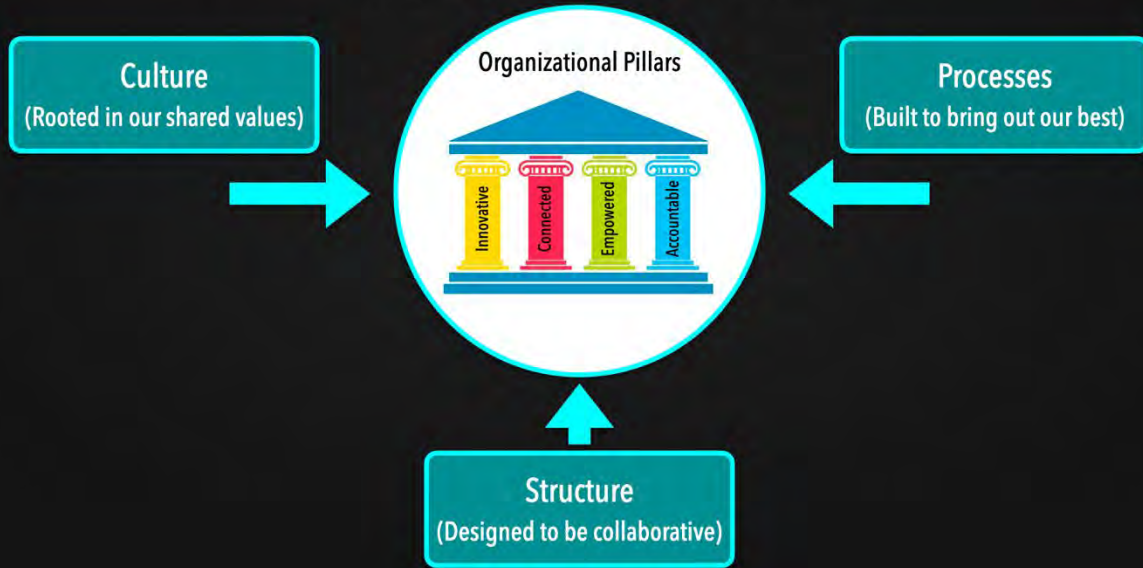 Organizational Pillars
Culture
(Rooted in our shared values)
Processes
(Built to bring out our best)
Innovative
Connected
Empowered
Accountable
Structure
(Designed to be collaborative)